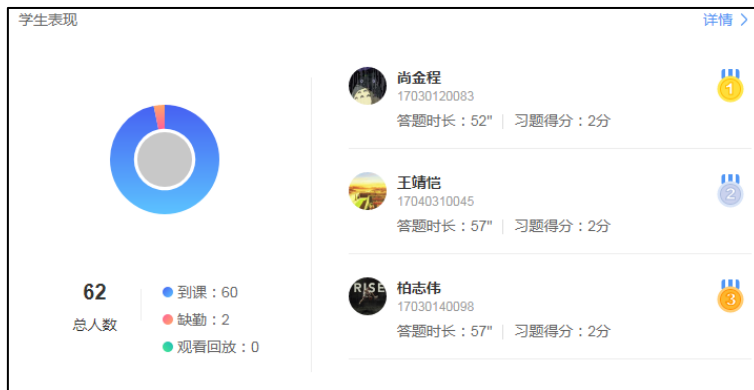 学生表现
详情 >
62
总人数
到课：60
缺勤：2
观看回放：0
尚金程
17030120083
答题时长：52" | 习题得分：2分
1
王靖恺
17040310045
答题时长：57" | 习题得分：2分
2
RISE
柏志伟
17030140098
答题时长：57" | 习题得分：2分
3